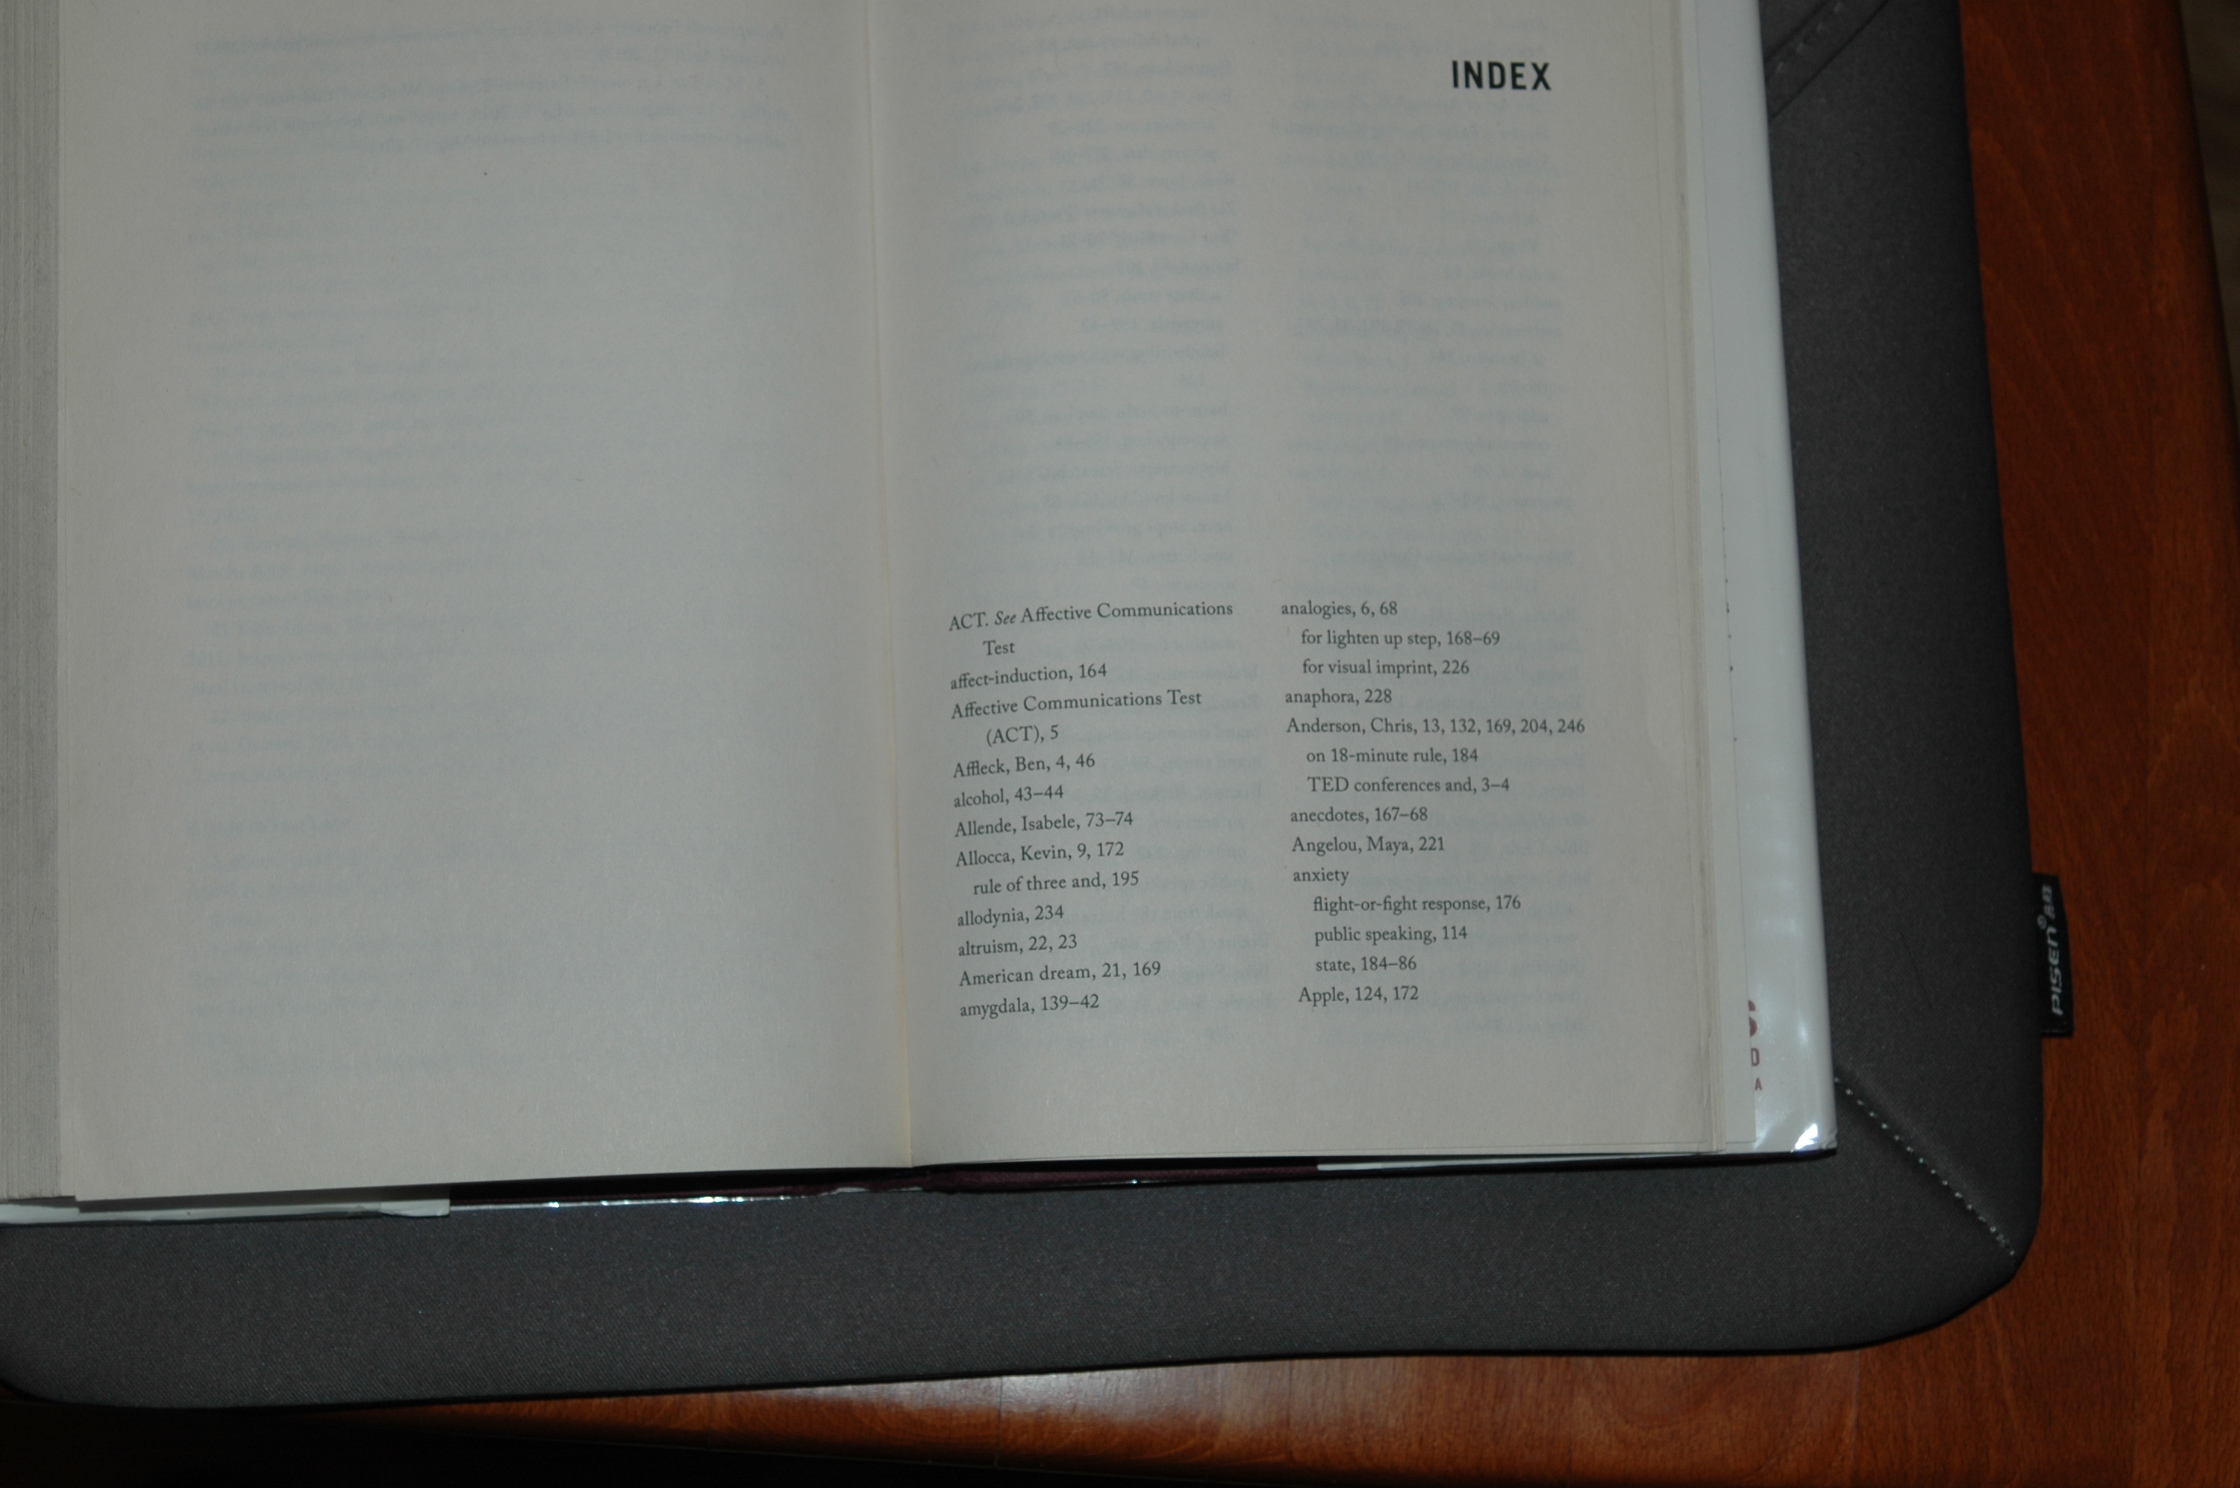 INDEX
ACT. See Affective Communications
Test
affect-induction, 164
Affective Communications Test
(ACT), 5
Affleck, Ben, 4, 46
alcohol, 43–44
Allende, Isabele, 73–74
Allocca, Kevin, 9, 172
rule of three and, 195
allodynia, 234
altruism, 22, 23
American dream, 21, 169
amygdala, 139–42
analogies, 6, 68
for lighten up step, 168–69
for visual imprint, 226
anaphora, 228
Anderson, Chris, 13, 132, 169, 204, 246
on 18-minute rule, 184
TED conferences and, 3–4
anecdotes, 167–68
Angelou, Maya, 221
anxiety
flight-or-fight response, 176
public speaking, 114
state, 184–86
Apple, 124, 172
S
D
A
PISEN®